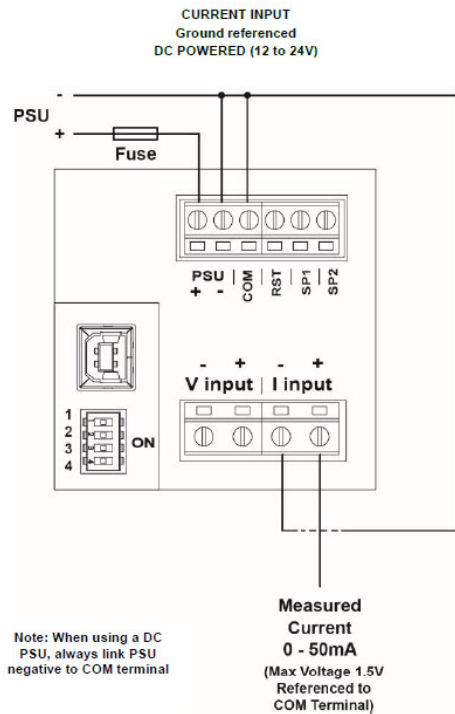 CURRENT INPUT
Ground referenced
DC POWERED (12 to 24V)
-
PSU
+
Fuse
PSU | COM | RST | SP1 | SP2
+ -
- + - +
V input | I input
1
2
3
4
ON
Measured
Current
0 - 50mA
(Max Voltage 1.5V
Referenced to
COM Terminal)
Note: When using a DC
PSU, always link PSU
negative to COM terminal